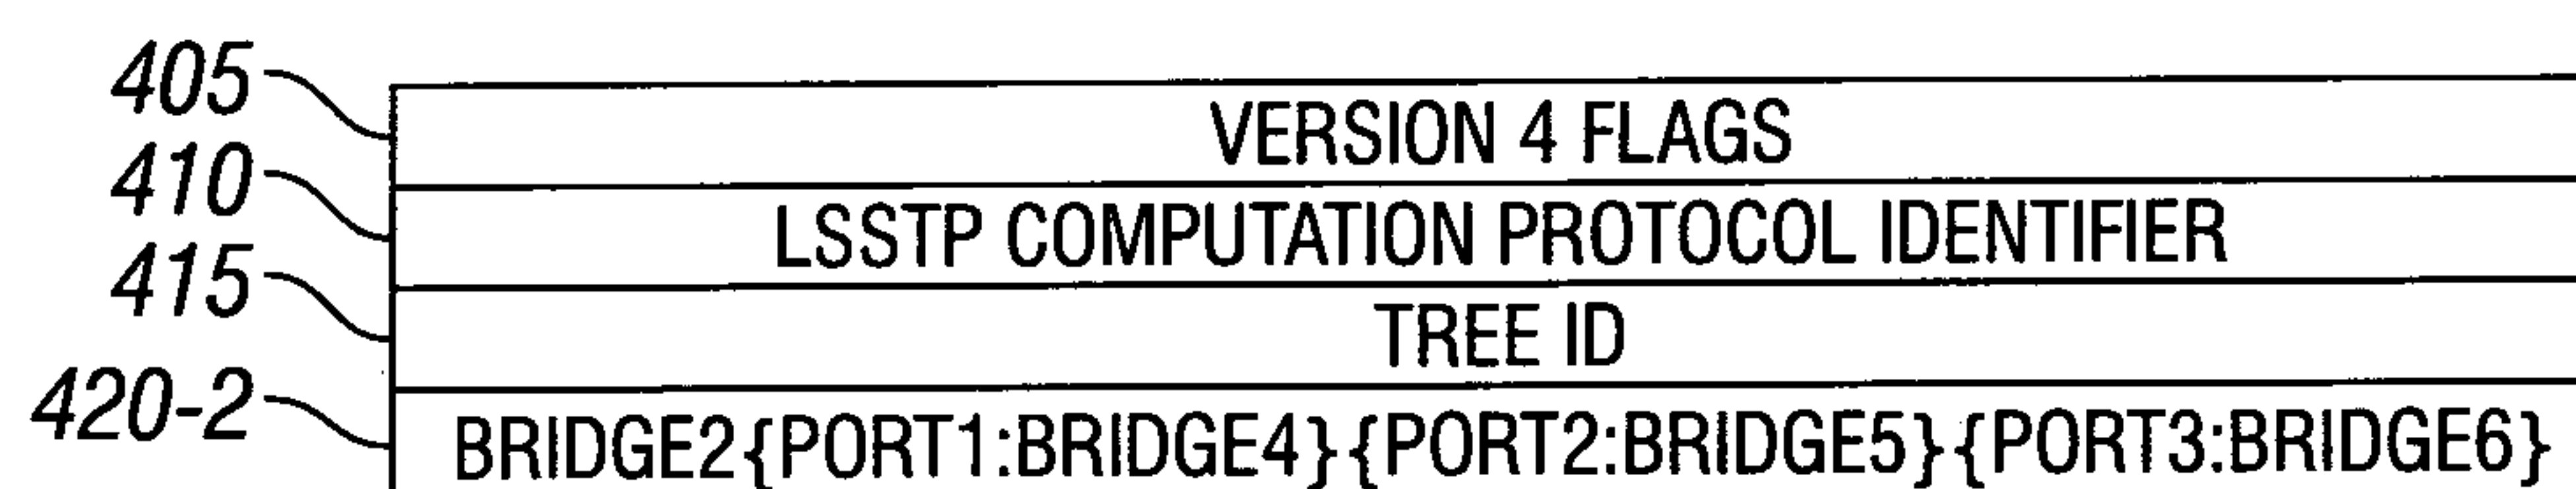 405 VERSION 4 FLAGS
410 LSSTP COMPUTATION PROTOCOL IDENTIFIER
415 TREE ID
420-2 BRIDGE2{PORT1:BRIDGE4}{PORT2:BRIDGE5}{PORT3:BRIDGE6}